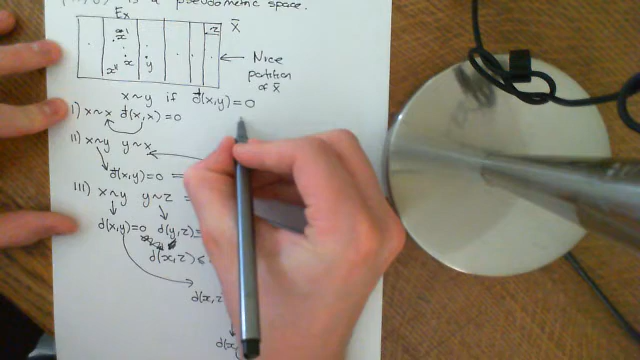 is a pseudometric space.
Ex X̄
x' z
x y
x"
← Nice partition of X̄
x~y if d(x,y)=0
I) x~x d(x,x)=0
II) x~y y~x
d(x,y)=0 =
III) x~y y~z =
d(x,y)=0 d(y,z)=
d(x,z) ≤
d(x,z
d(x,